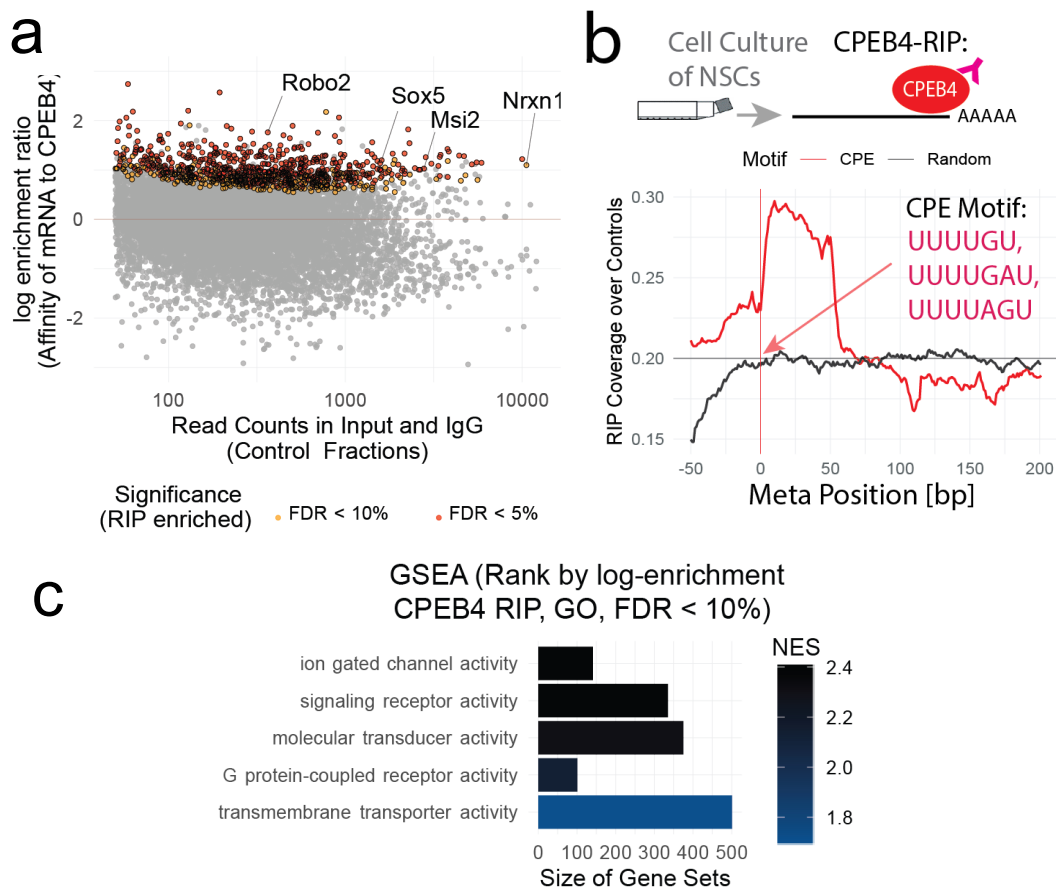 a
log enrichment ratio
(Affinity of mRNA to CPEB4)
2
0
-2
Robo2
Sox5
Msi2
Nrxn1
100
1000
10000
Read Counts in Input and IgG
(Control Fractions)
Significance
(RIP enriched)
FDR < 10%
FDR < 5%
b
Cell Culture
of NSCs
CPEB4-RIP:
CPEB4
AAAAA
Motif
CPE
Random
RIP Coverage over Controls
0.30
0.25
0.20
0.15
CPE Motif:
UUUUGU,
UUUUGAU,
UUUUAGU
-50
0
50
100
150
200
Meta Position [bp]
c
GSEA (Rank by log-enrichment
CPEB4 RIP, GO, FDR < 10%)
ion gated channel activity
signaling receptor activity
molecular transducer activity
G protein-coupled receptor activity
transmembrane transporter activity
0 100 200 300 400 500
Size of Gene Sets
NES
2.4
2.2
2.0
1.8